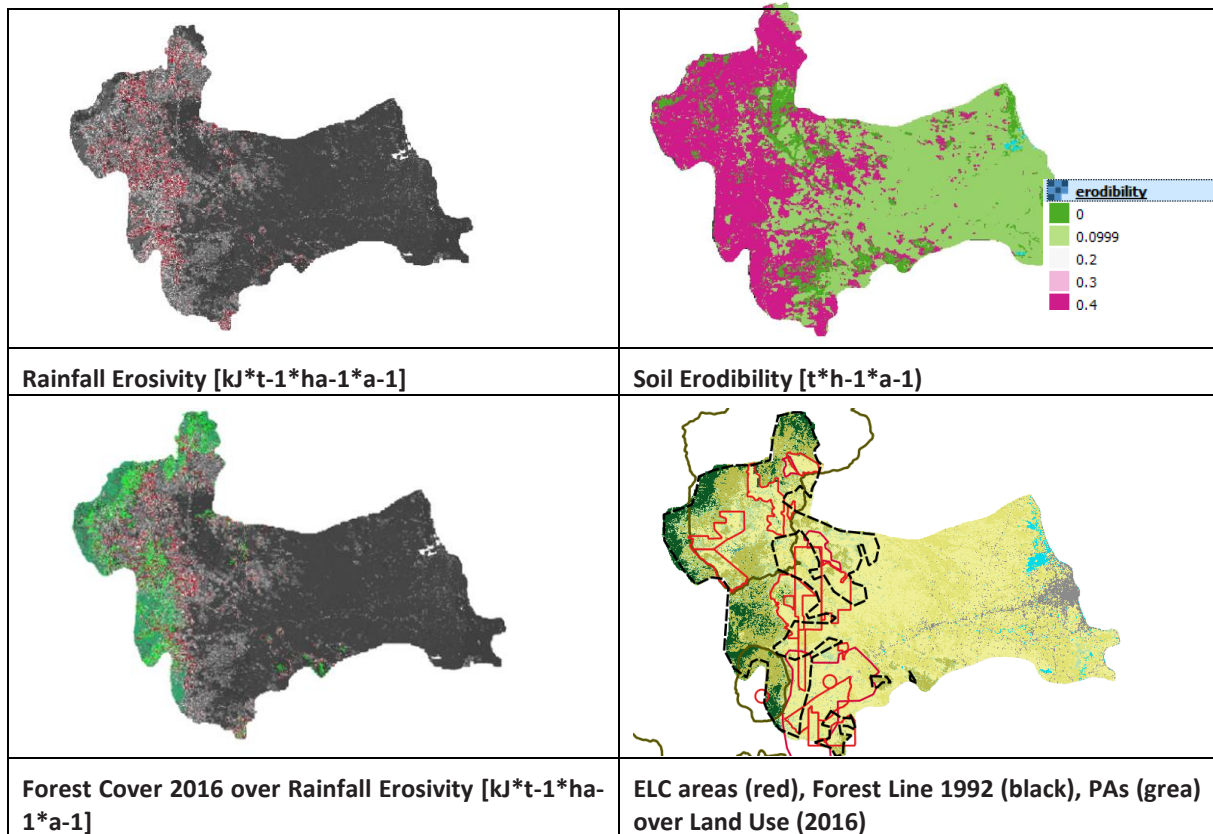 erodibility
0
0.0999
0.2
0.3
0.4
Rainfall Erosivity [kJ*t-1*ha-1*a-1]
Soil Erodibility [t*h-1*a-1)
Forest Cover 2016 over Rainfall Erosivity [kJ*t-1*ha-
1*a-1]
ELC areas (red), Forest Line 1992 (black), PAs (grea)
over Land Use (2016)